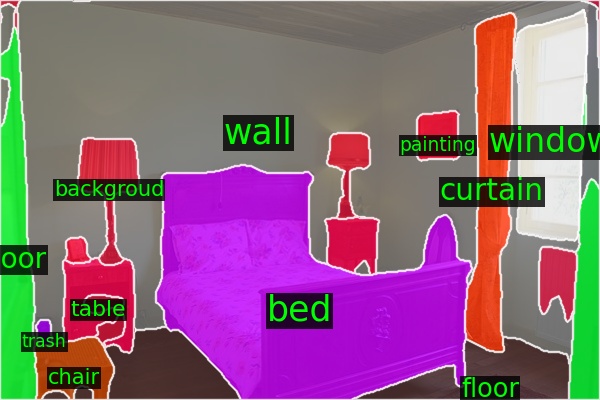 wall
painting
window
backgroud
curtain
oor
table
bed
trash
chair
floor